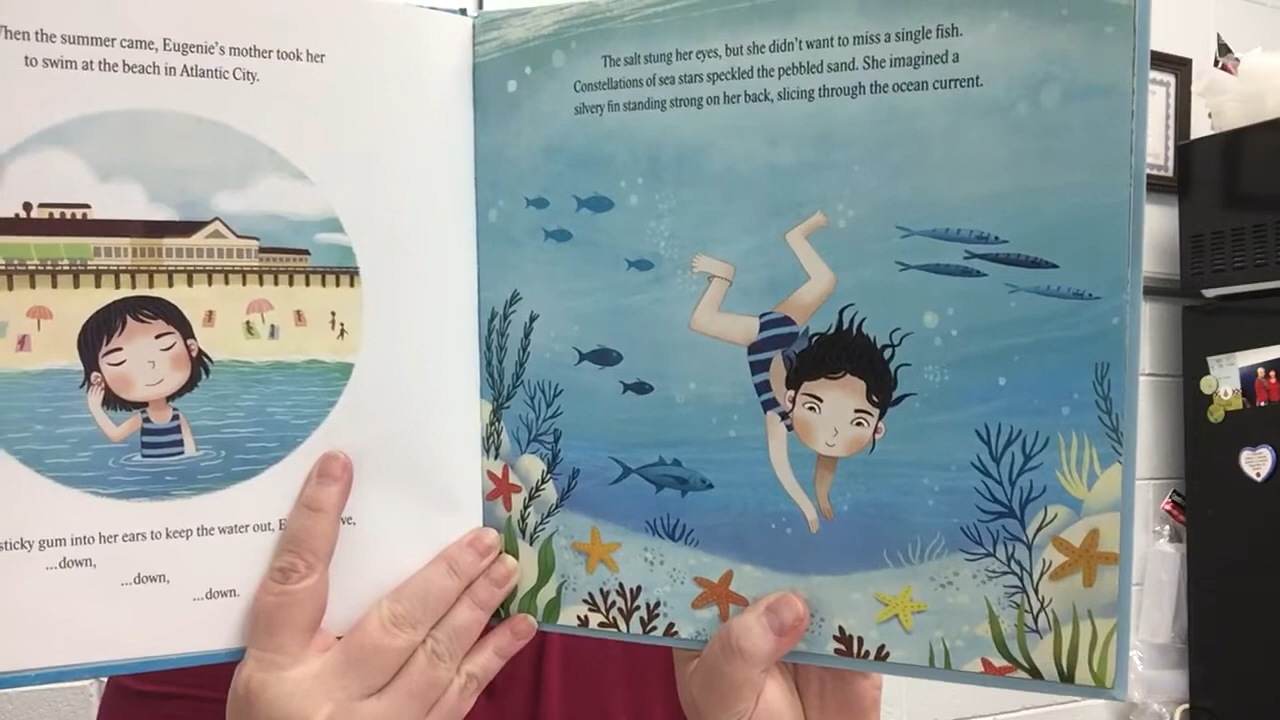 When the summer came, Eugenie's mother took her
to swim at the beach in Atlantic City.
sticky gum into her ears to keep the water out,
...down,
...down,
...down.
The salt stung her eyes, but she didn't want to miss a single fish.
Constellations of sea stars speckled the pebbled sand. She imagined a
silvery fin standing strong on her back, slicing through the ocean current.